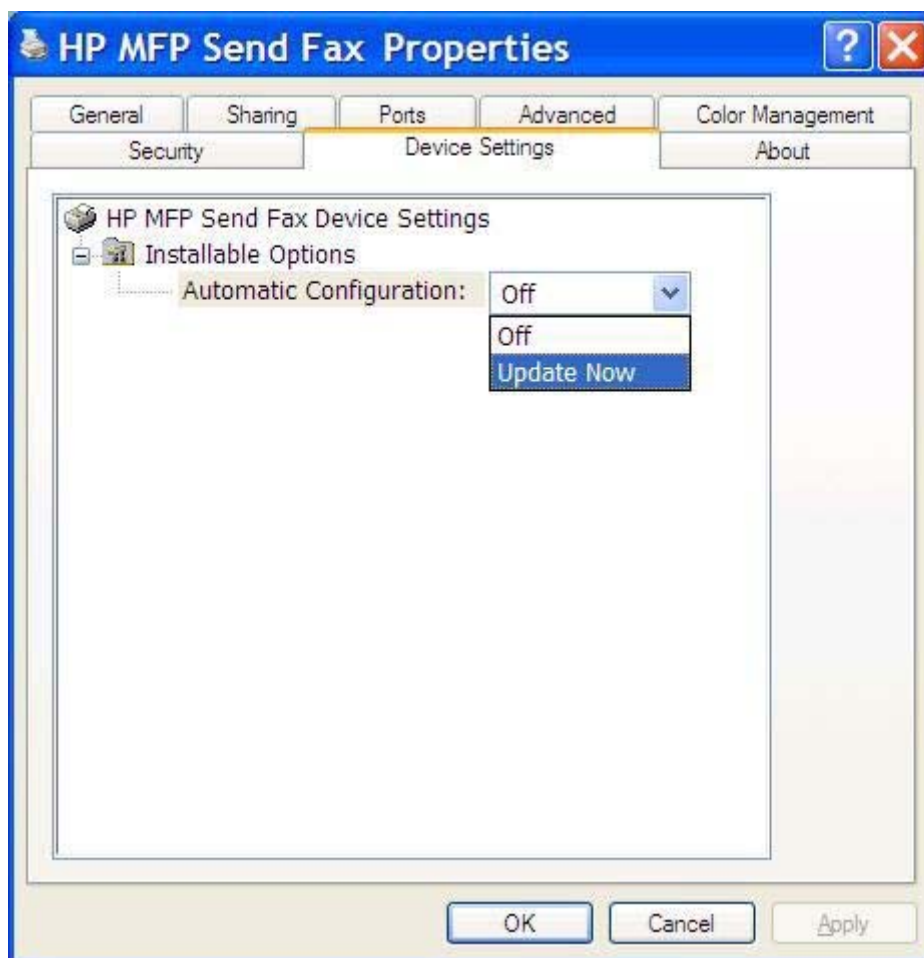 HP MFP Send Fax Properties
General Sharing Ports Advanced Color Management
Security Device Settings About
HP MFP Send Fax Device Settings
Installable Options
Automatic Configuration: Off
Off
Update Now
OK Cancel Apply